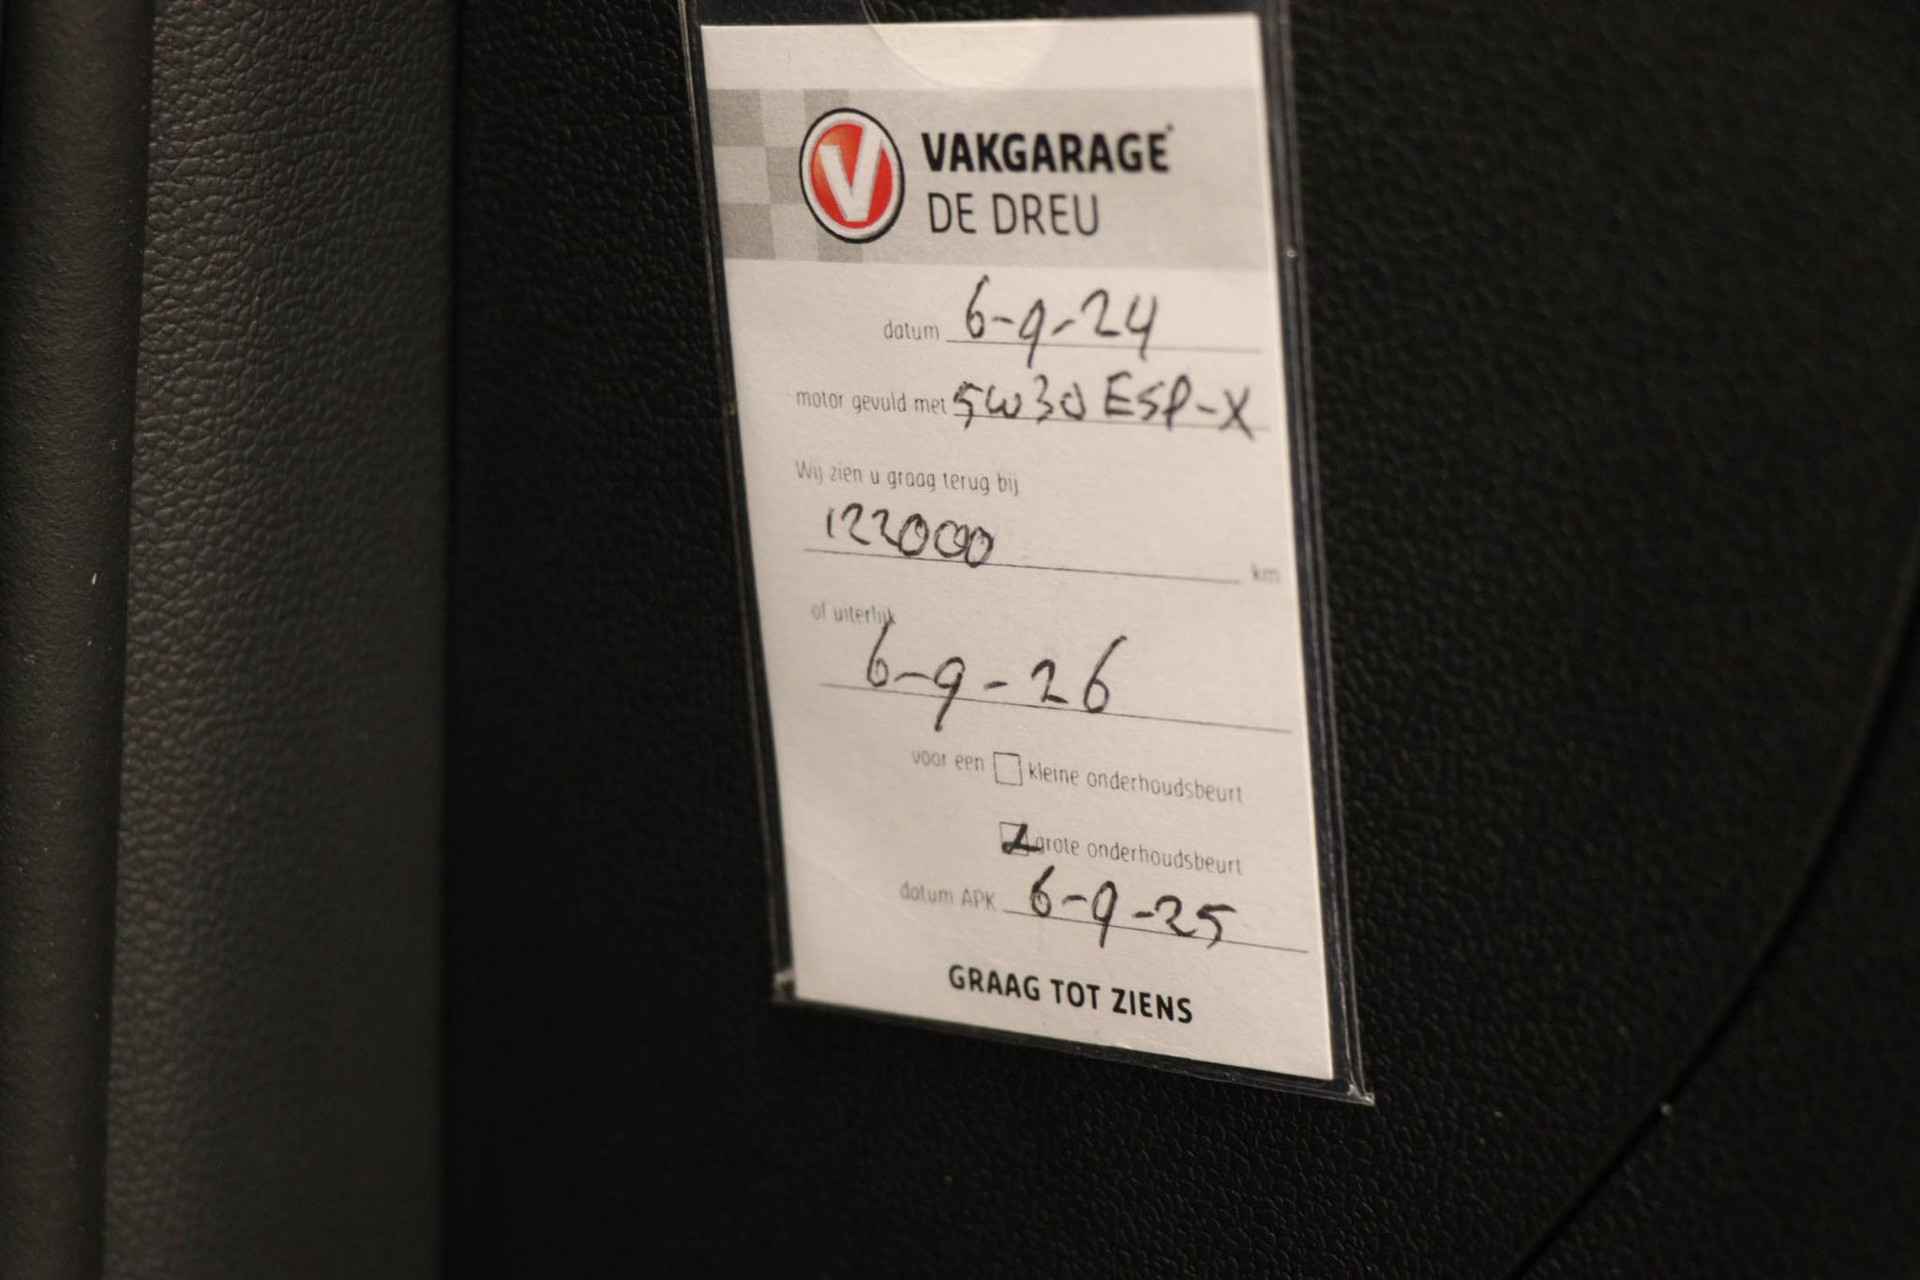 VAKGARAGE
DE DREU
datum 6-9-24
motor gevuld met 5W30 ESP-X
Wij zien u graag terug bij
122000 km
of uiterlijk
6-9-26
voor een kleine onderhoudsbeurt
grote onderhoudsbeurt
datum APK 6-9-25
GRAAG TOT ZIENS